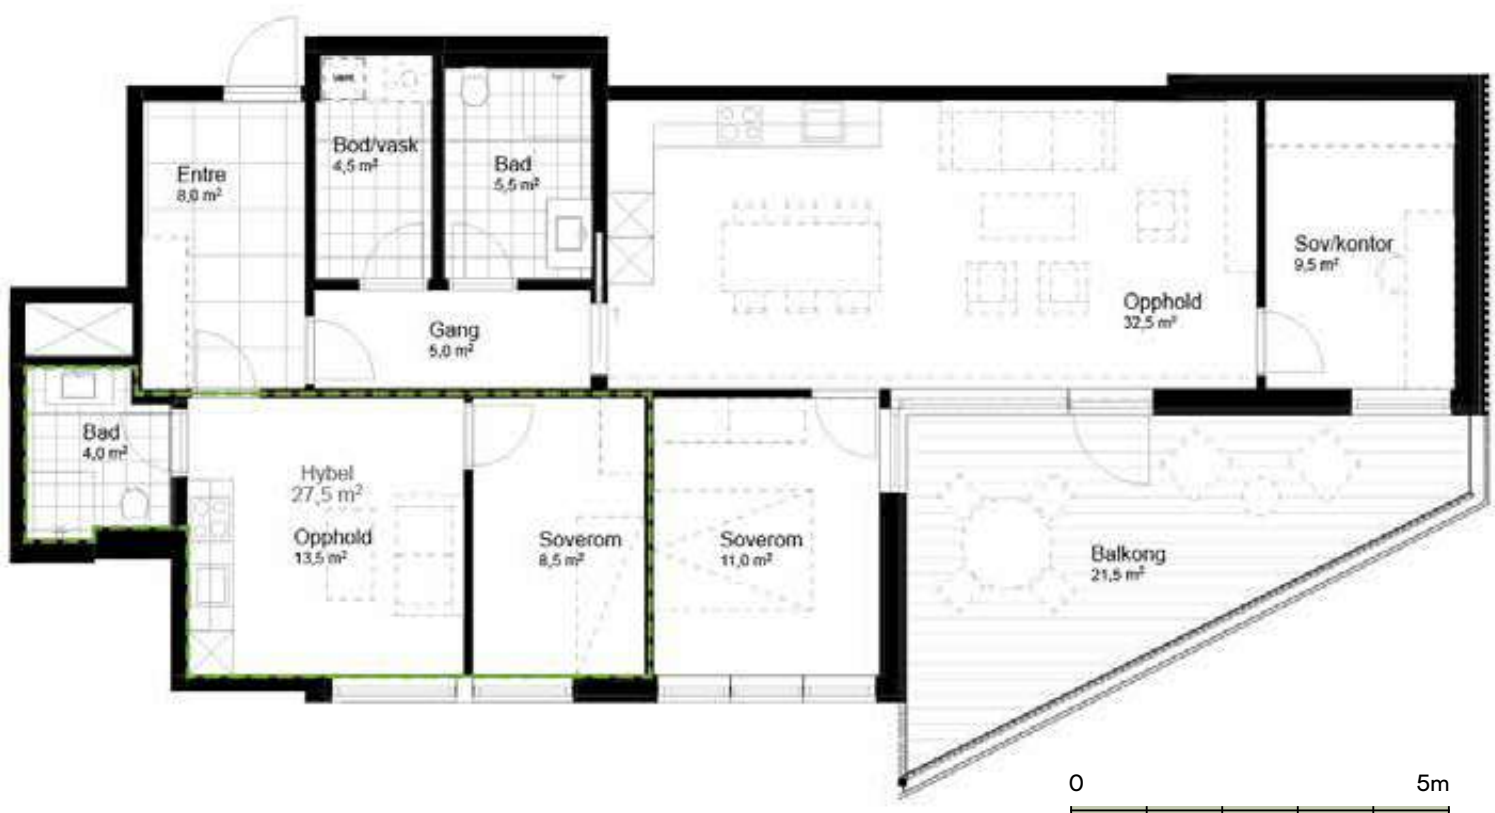 Bod/vask
4,5 m²
Bad
5,5 m²
Entre
8,0 m²
Sov/kontor
9,5 m²
Opphold
32,5 m²
Gang
5,0 m²
Bad
4,0 m²
Hybel
27,5 m²
Opphold
13,5 m²
Soverom
8,5 m²
Soverom
11,0 m²
Balkong
21,5 m²
0 5m